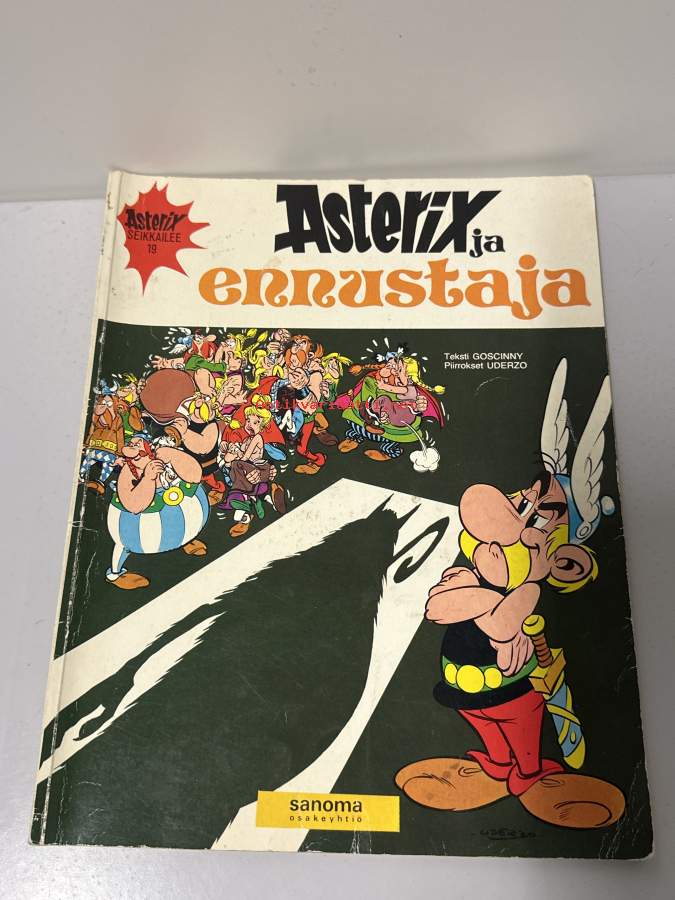 Asterix
SEIKKAILEE
19
Asterix ja
ennustaja
Teksti GOSCINNY
Piirrokset UDERZO
sanoma
osakeyhtiö